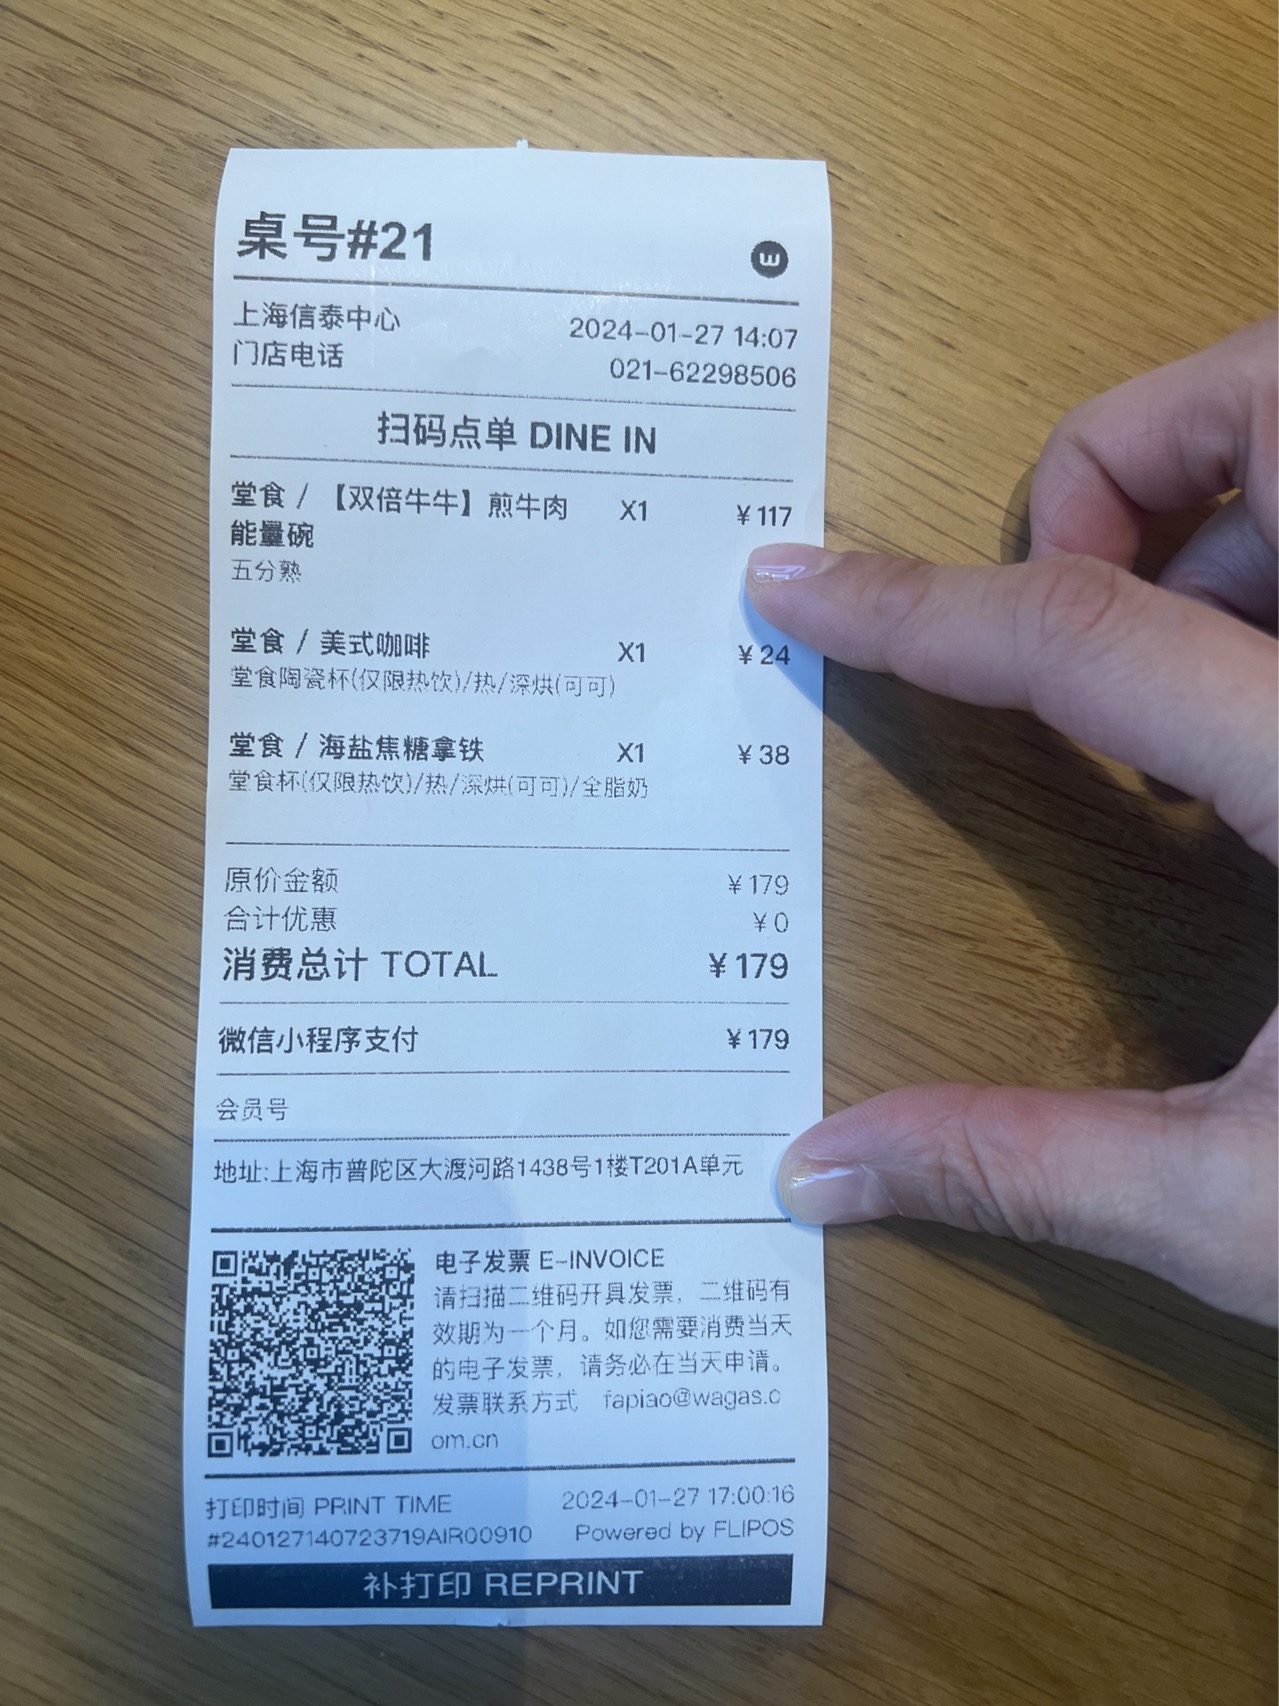 桌号#21
上海信泰中心 2024-01-27 14:07
门店电话 021-62298506
扫码点单 DINE IN
堂食 / 【双倍牛牛】煎牛肉 X1 ¥117
能量碗
五分熟
堂食 / 美式咖啡 X1 ¥24
堂食陶瓷杯(仅限热饮)/热/深烘(可可)
堂食 / 海盐焦糖拿铁 X1 ¥38
堂食杯(仅限热饮)/热/深烘(可可)/全脂奶
原价金额 ¥179
合计优惠 ¥0
消费总计 TOTAL ¥179
微信小程序支付 ¥179
会员号
地址:上海市普陀区大渡河路1438号1楼T201A单元
电子发票 E-INVOICE
请扫描二维码开具发票，二维码有
效期为一个月。如您需要消费当天
的电子发票，请务必在当天申请。
发票联系方式 fapiao@wagas.c
om.cn
打印时间 PRINT TIME 2024-01-27 17:00:16
#240127140723719AIR00910 Powered by FLIPOS
补打印 REPRINT